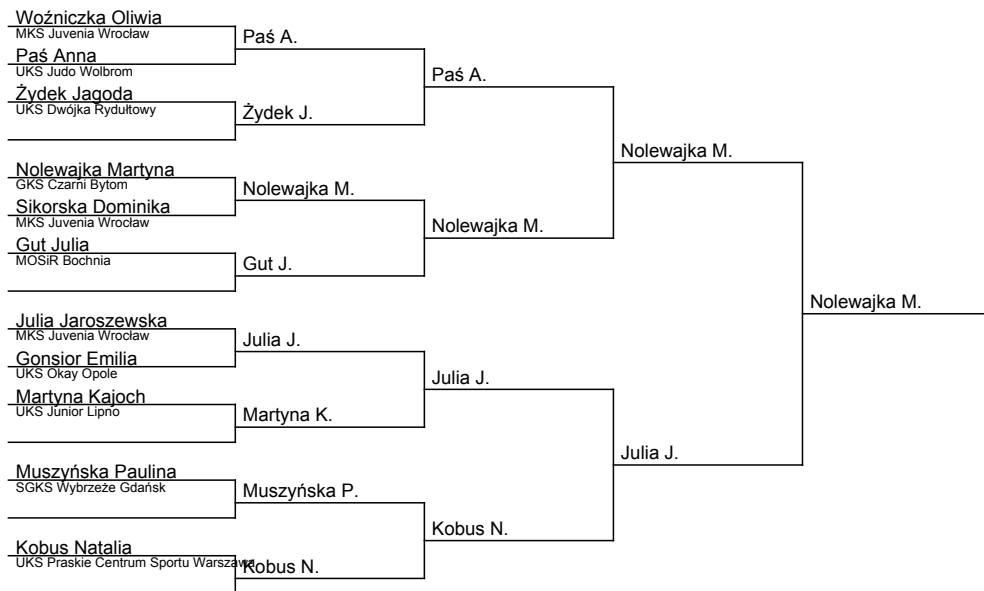 Woźniczka Oliwia
MKS Juvenia Wrocław
Paś Anna
UKS Judo Wolbrom
Żydek Jagoda
UKS Dwójka Rydułtowy
Nolewajka Martyna
GKS Czarni Bytom
Sikorska Dominika
MKS Juvenia Wrocław
Gut Julia
MOSiR Bochnia
Julia Jaroszewska
MKS Juvenia Wrocław
Gonsior Emilia
UKS Okay Opole
Martyna Kajoch
UKS Junior Lipno
Muszyńska Paulina
SGKS Wybrzeże Gdańsk
Kobus Natalia
UKS Praskie Centrum Sportu Warszawa
Paś A.
Żydek J.
Nolewajka M.
Gut J.
Julia J.
Martyna K.
Muszyńska P.
Kobus N.
Paś A.
Nolewajka M.
Julia J.
Kobus N.
Nolewajka M.
Julia J.
Nolewajka M.